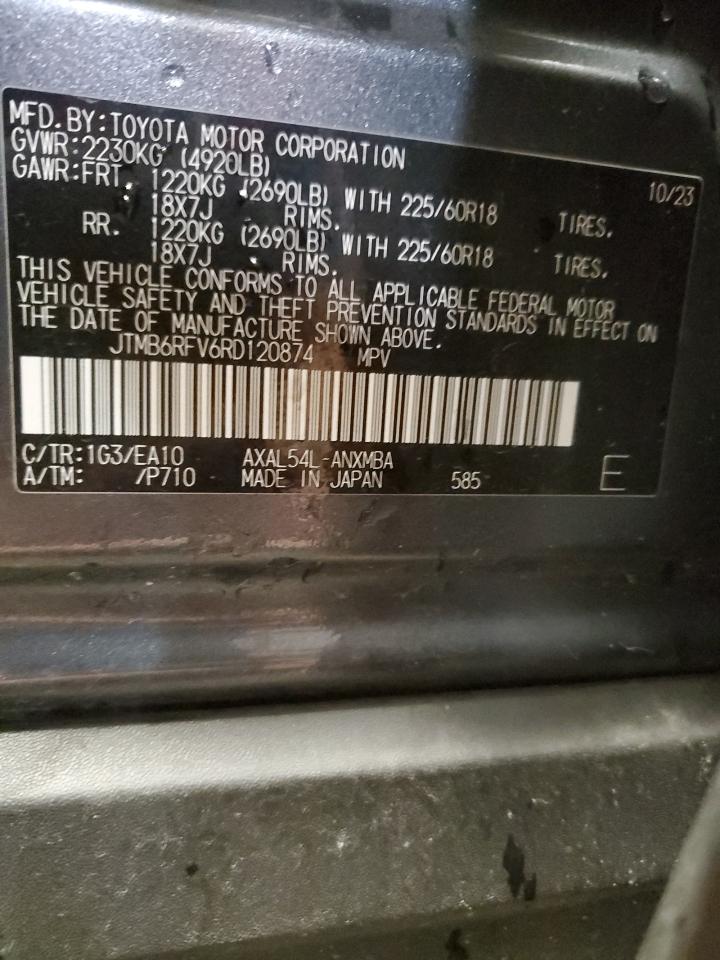 MFD.BY:TOYOTA MOTOR CORPORATION 10/23
GVWR:2230KG (4920LB)
GAWR:FRT. 1220KG (2690LB) WITH 225/60R18 TIRES.
18X7J RIMS.
RR. 1220KG (2690LB) WITH 225/60R18 TIRES.
18X7J RIMS.
THIS VEHICLE CONFORMS TO ALL APPLICABLE FEDERAL MOTOR
VEHICLE SAFETY AND THEFT PREVENTION STANDARDS IN EFFECT ON
THE DATE OF MANUFACTURE SHOWN ABOVE.
JTMB6RFV6RD120874 MPV
C/TR:1G3/EA10 AXAL54L-ANXMBA
A/TM: /P710 MADE IN JAPAN 585 E